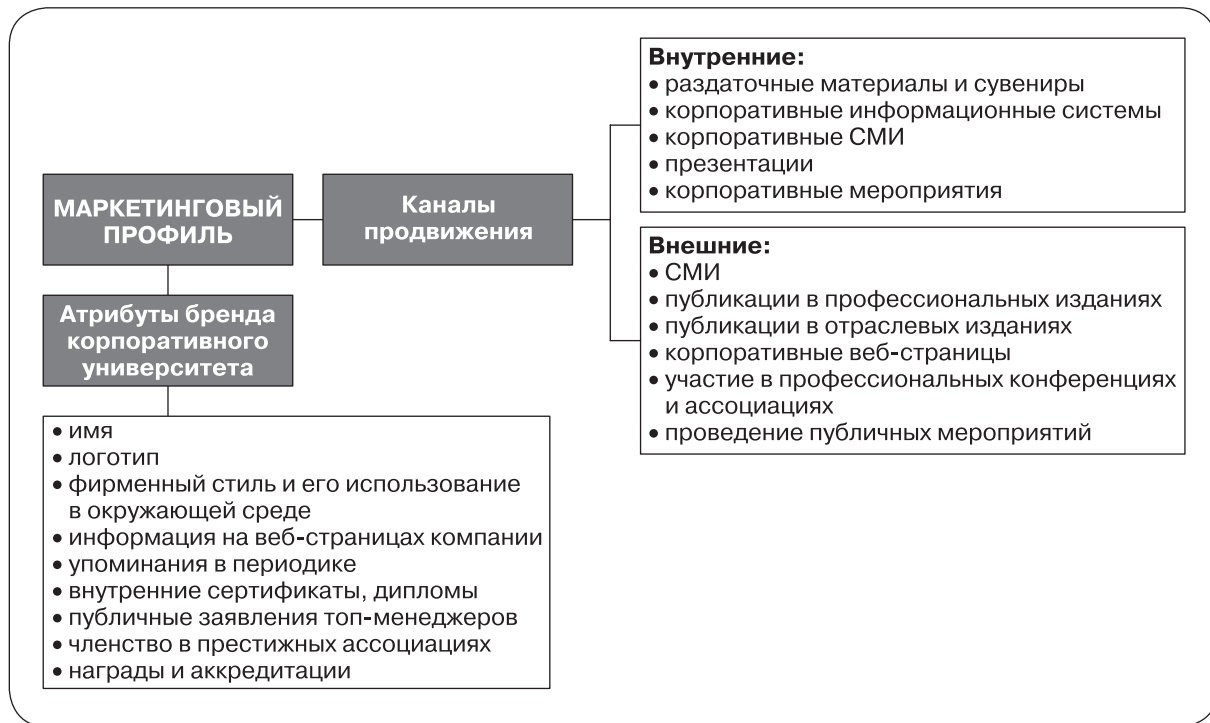 МАРКЕТИНГОВЫЙ
ПРОФИЛЬ
Каналы
продвижения
Внутренние:
• раздаточные материалы и сувениры
• корпоративные информационные системы
• корпоративные СМИ
• презентации
• корпоративные мероприятия
Внешние:
• СМИ
• публикации в профессиональных изданиях
• публикации в отраслевых изданиях
• корпоративные веб-страницы
• участие в профессиональных конференциях
и ассоциациях
• проведение публичных мероприятий
Атрибуты бренда
корпоративного
университета
• имя
• логотип
• фирменный стиль и его использование
в окружающей среде
• информация на веб-страницах компании
• упоминания в периодике
• внутренние сертификаты, дипломы
• публичные заявления топ-менеджеров
• членство в престижных ассоциациях
• награды и аккредитации